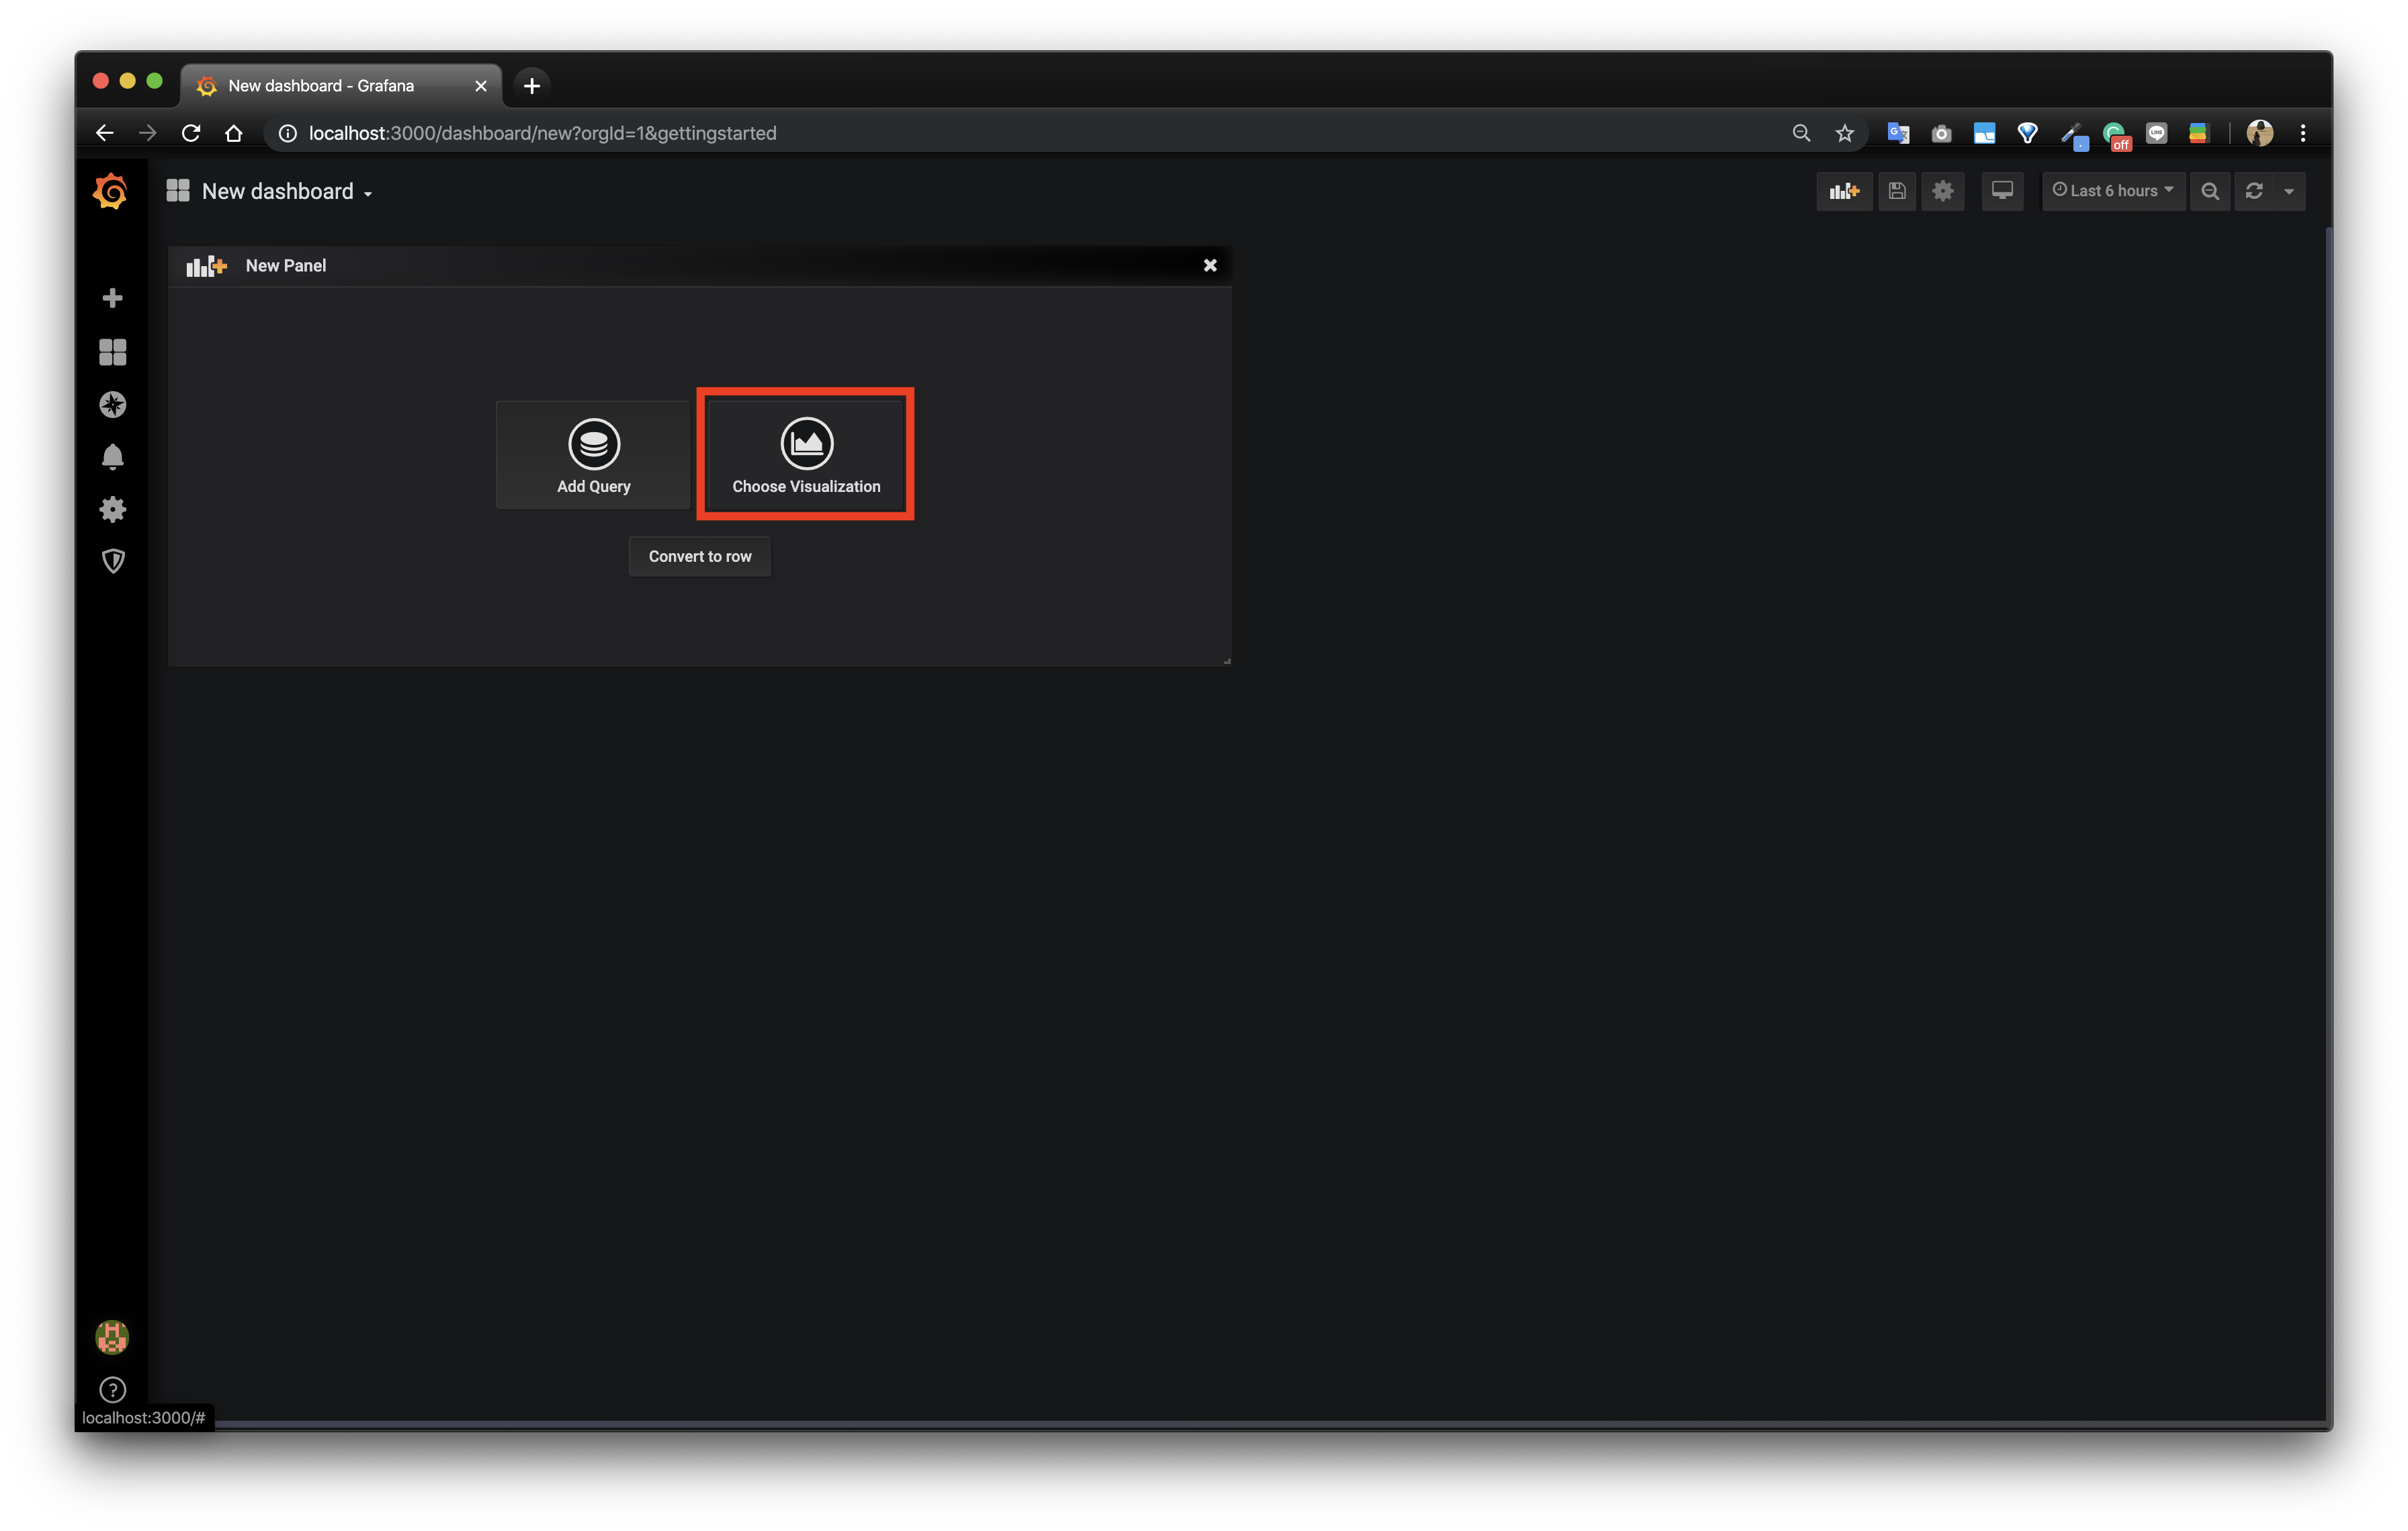 New dashboard - Grafana
localhost:3000/dashboard/new?orgId=1&gettingstarted
off
New dashboard
Last 6 hours
New Panel
Add Query
Choose Visualization
Convert to row
localhost:3000/#